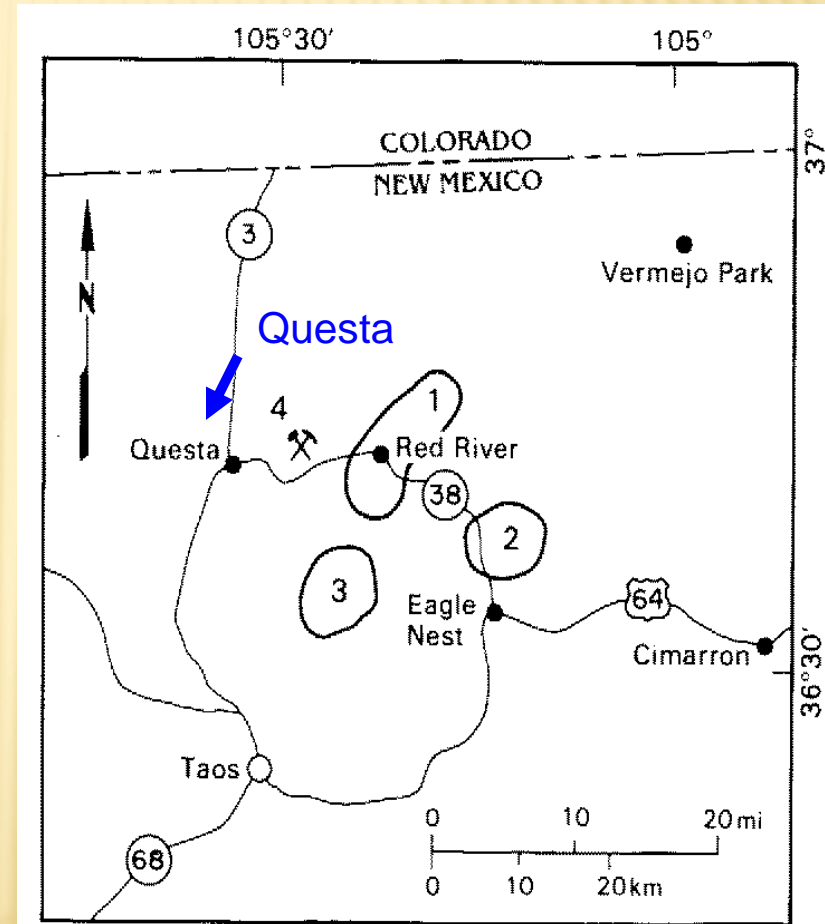 105°30'
105°
COLORADO
37°
NEW MEXICO
3
Vermejo Park
N
Questa
1
4
Questa
Red River
38
2
3
64
Eagle
Nest
Cimarron
36°30'
Taos
0 10 20 mi
68
0 10 20 km